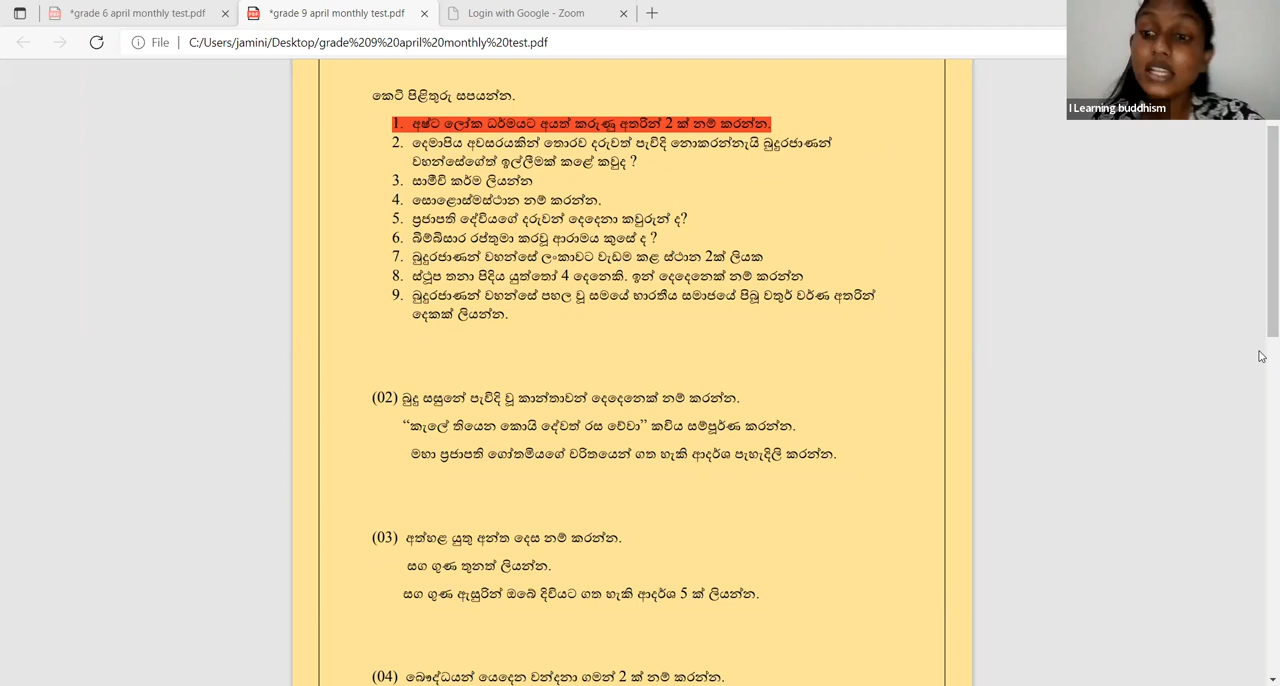 *grade 6 april monthly test.pdf
*grade 9 april monthly test.pdf
Login with Google - Zoom
File
C:/Users/jamini/Desktop/grade%209%20april%20monthly%20test.pdf
I Learning buddhism
කෙටි පිළිතුරු සපයන්න.
1. අෂ්ට ලෝක ධර්මයට අයත් කරුණු අතරින් 2 ක් නම් කරන්න.
2. දෙමාපිය අවසරයකින් තොරව දරුවන් පැවිදි නොකරන්නැයි බුදුරජාණන්
වහන්සේගේන් ඉල්ලීමක් කළේ කවුද ?
3. සාමීචි කර්ම ලියන්න
4. සොළොස්මස්ථාන නම් කරන්න.
5. ප්‍රජාපති දේවියගේ දරුවන් දෙදෙනා කවුරුන් ද?
6. බිම්බිසාර රජතුමා කරවූ ආරාමය කුසේ ද ?
7. බුදුරජාණන් වහන්සේ ලංකාවට වැඩම කළ ස්ථාන 2ක් ලියක
8. ස්ථූප තනා පිදිය යුත්තෝ 4 දෙනෙකි. ඉන් දෙදෙනෙක් නම් කරන්න
9. බුදුරජාණන් වහන්සේ පහල වූ සමයේ භාරතීය සමාජයේ පිබූ වතුර් වර්ණ අතරින්
දෙකක් ලියන්න.
(02) බුදු සසුනේ පැවිදි වූ කාන්තාවන් දෙදෙනෙක් නම් කරන්න.
“කැලේ තියෙන කොයි දේවත් රස වේවා” කවිය සම්පූර්ණ කරන්න.
මහා ප්‍රජාපති ගෝතමියගේ චරිතයෙන් ගත හැකි ආදර්ශ පැහැදිලි කරන්න.
(03) අත්හළ යුතු අන්ත දෙස නම් කරන්න.
සඟ ගුණ තුනත් ලියන්න.
සඟ ගුණ ඇසුරින් ඔබේ දිවියට ගත හැකි ආදර්ශ 5 ක් ලියන්න.
(04) බෞද්ධයන් යෙදෙන වන්දනා ගමන් 2 ක් නම් කරන්න.